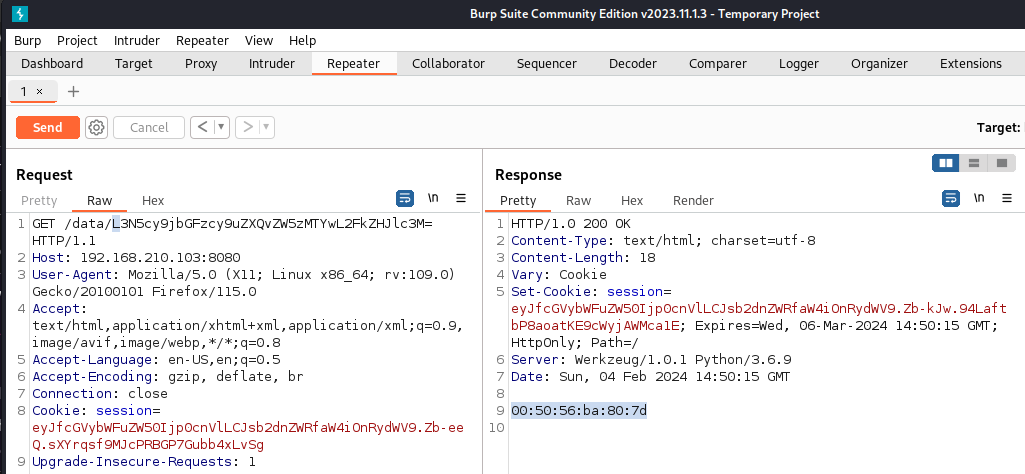 Burp Suite Community Edition v2023.11.1.3 - Temporary Project
Burp Project Intruder Repeater View Help
Dashboard Target Proxy Intruder Repeater Collaborator Sequencer Decoder Comparer Logger Organizer Extensions
1 × +
Send Cancel < > Target:
Request
Pretty Raw Hex \n
1 GET /data/L3N5cy9jbGFzcy9uZXQvZW5zMTYwL2FkZHJlc3M=
HTTP/1.1
2 Host: 192.168.210.103:8080
3 User-Agent: Mozilla/5.0 (X11; Linux x86_64; rv:109.0)
Gecko/20100101 Firefox/115.0
4 Accept:
text/html,application/xhtml+xml,application/xml;q=0.9,
image/avif,image/webp,*/*;q=0.8
5 Accept-Language: en-US,en;q=0.5
6 Accept-Encoding: gzip, deflate, br
7 Connection: close
8 Cookie: session=
eyJfcGVybWFuZW50Ijp0cnVlLCJsb2dnZWRfaW4iOnRydWV9.Zb-ee
Q.sXYrqsf9MJcPRBGP7Gubb4xLvSg
9 Upgrade-Insecure-Requests: 1
Response
Pretty Raw Hex Render \n
1 HTTP/1.0 200 OK
2 Content-Type: text/html; charset=utf-8
3 Content-Length: 18
4 Vary: Cookie
5 Set-Cookie: session=
eyJfcGVybWFuZW50Ijp0cnVlLCJsb2dnZWRfaW4iOnRydWV9.Zb-kJw.94Laft
bP8aoatKE9cWyjAWMca1E; Expires=Wed, 06-Mar-2024 14:50:15 GMT;
HttpOnly; Path=/
6 Server: Werkzeug/1.0.1 Python/3.6.9
7 Date: Sun, 04 Feb 2024 14:50:15 GMT
8
9 00:50:56:ba:80:7d
10